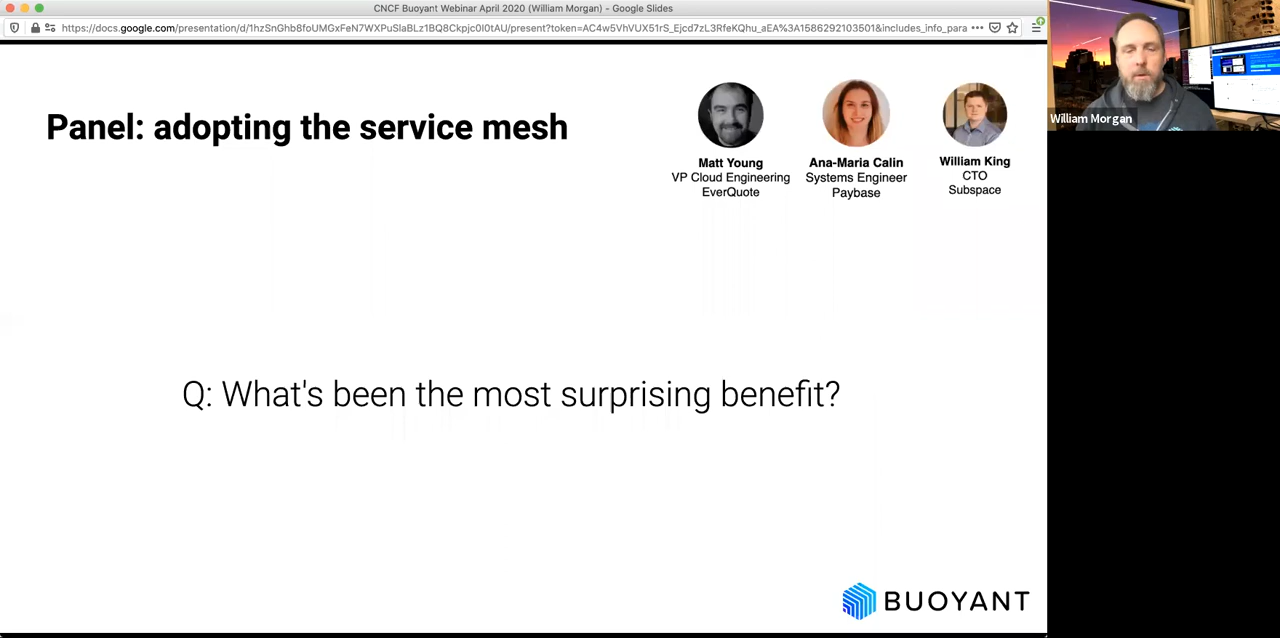 CNCF Buoyant Webinar April 2020 (William Morgan) - Google Slides
https://docs.google.com/presentation/d/1hzSnGhb8foUMGxFeN7WXPuSlaBLz1BQ8Ckpjc0I0tAU/present?token=AC4w5VhVUX51rS_Ejcd7zL3RfeKQhu_aEA%3A1586292103501&includes_info_para
William Morgan
Panel: adopting the service mesh
Matt Young
VP Cloud Engineering
EverQuote
Ana-Maria Calin
Systems Engineer
Paybase
William King
CTO
Subspace
Q: What's been the most surprising benefit?
BUOYANT